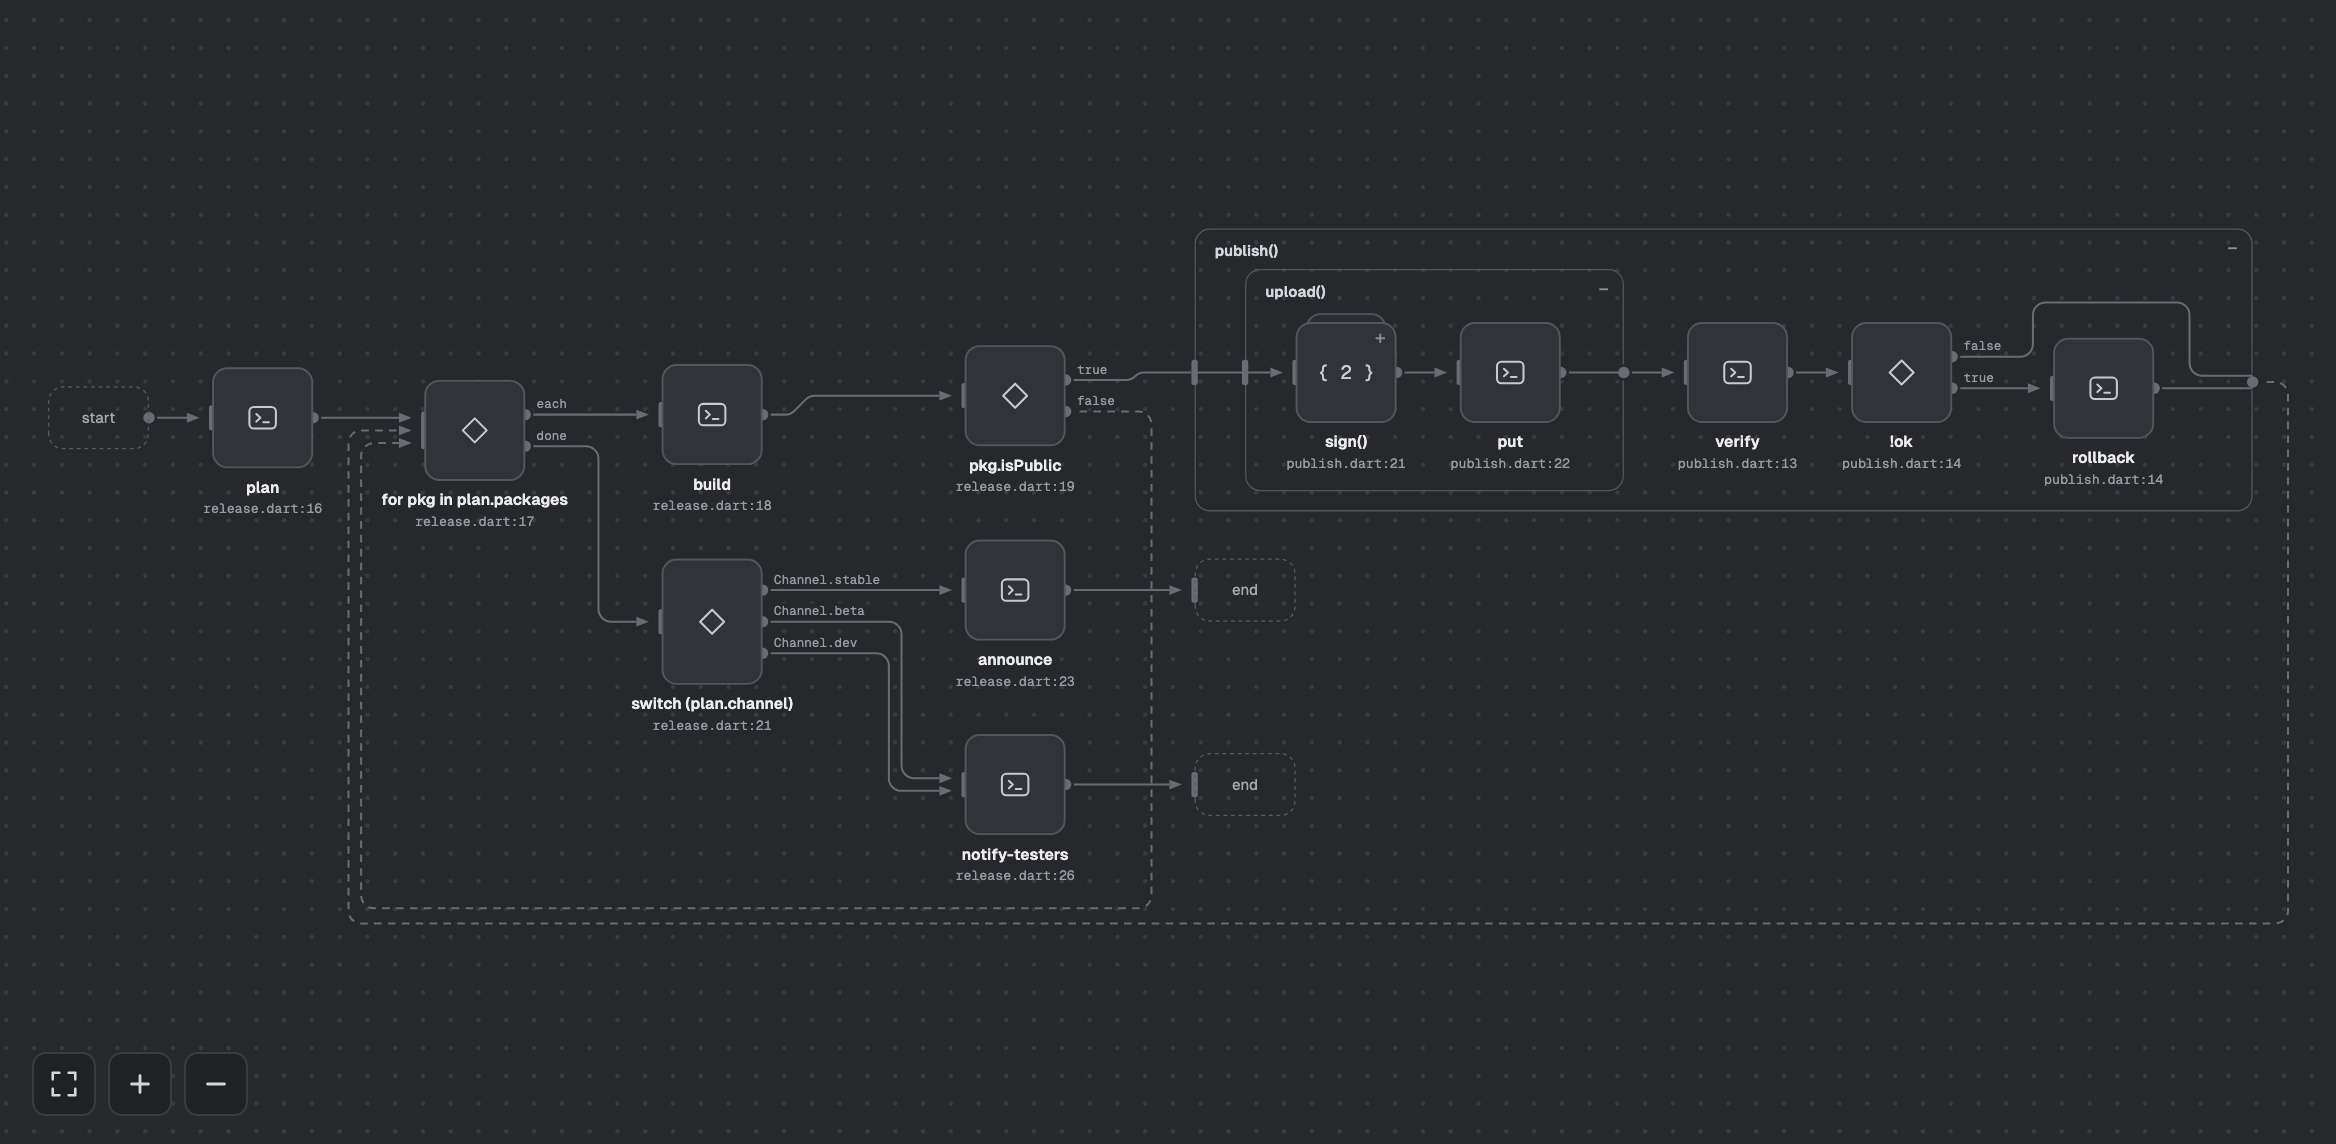 publish()
−
upload()
−
+
{ 2 }
start
plan
release.dart:16
for pkg in plan.packages
release.dart:17
each
done
build
release.dart:18
pkg.isPublic
release.dart:19
true
false
sign()
publish.dart:21
put
publish.dart:22
verify
publish.dart:13
!ok
publish.dart:14
false
true
rollback
publish.dart:14
switch (plan.channel)
release.dart:21
Channel.stable
Channel.beta
Channel.dev
announce
release.dart:23
end
notify-testers
release.dart:26
end